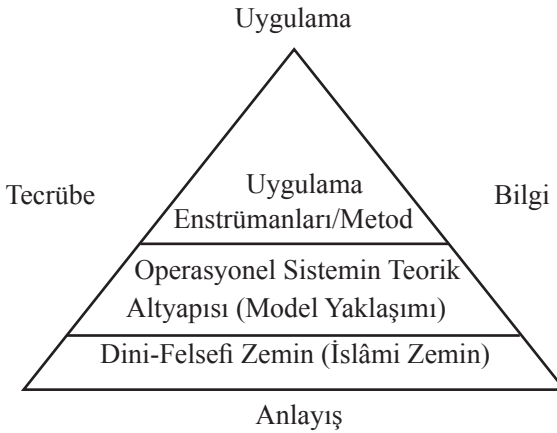 Uygulama
Tecrübe
Bilgi
Uygulama
Enstrümanları/Metod
Operasyonel Sistemin Teorik
Altyapısı (Model Yaklaşımı)
Dini-Felsefi Zemin (İslâmi Zemin)
Anlayış